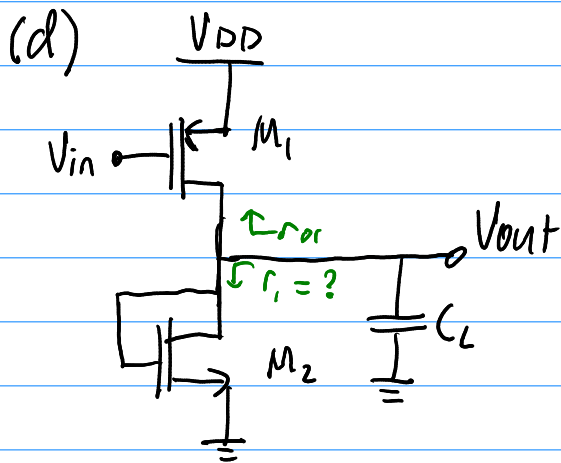 (d)
VDD
M1
Vin
ro1
Vout
r1 = ?
CL
M2